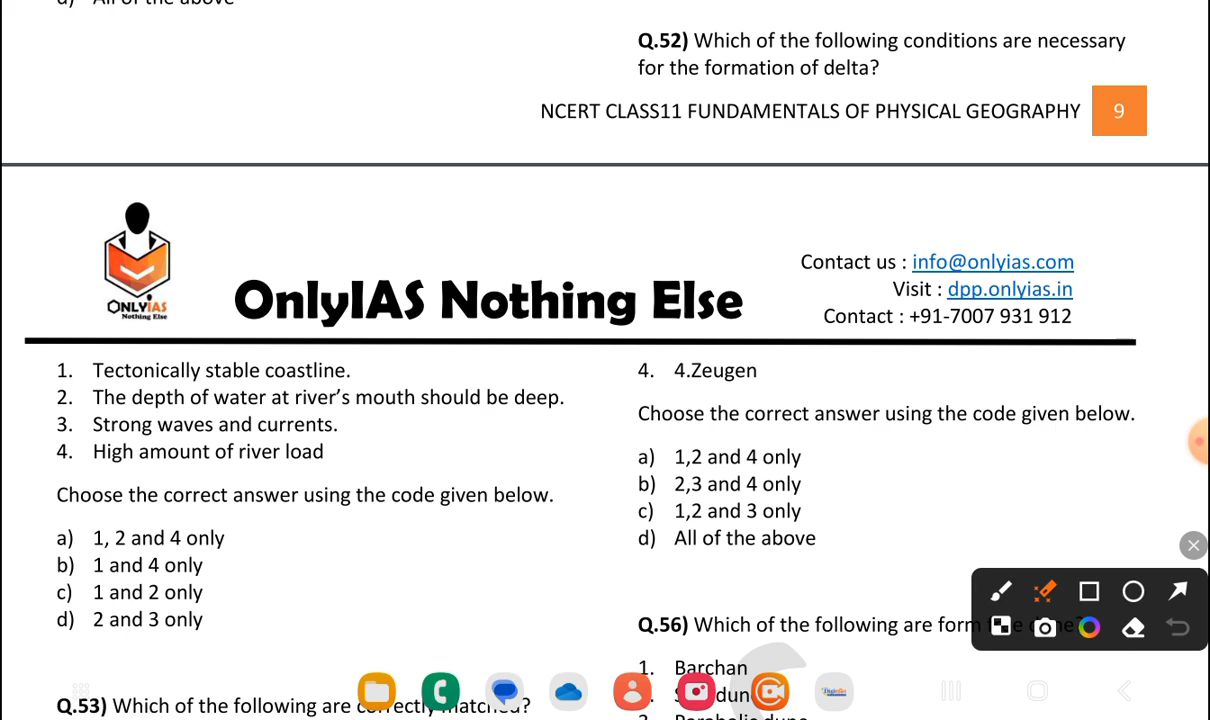 d) All of the above
Q.52) Which of the following conditions are necessary
for the formation of delta?
NCERT CLASS11 FUNDAMENTALS OF PHYSICAL GEOGRAPHY 9
ONLYIAS
Nothing Else
OnlyIAS Nothing Else
Contact us : info@onlyias.com
Visit : dpp.onlyias.in
Contact : +91-7007 931 912
1. Tectonically stable coastline.
2. The depth of water at river's mouth should be deep.
3. Strong waves and currents.
4. High amount of river load
Choose the correct answer using the code given below.
a) 1, 2 and 4 only
b) 1 and 4 only
c) 1 and 2 only
d) 2 and 3 only
Q.53) Which of the following are correctly matched?
4. 4.Zeugen
Choose the correct answer using the code given below.
a) 1,2 and 4 only
b) 2,3 and 4 only
c) 1,2 and 3 only
d) All of the above
Q.56) Which of the following are form
1. Barchan